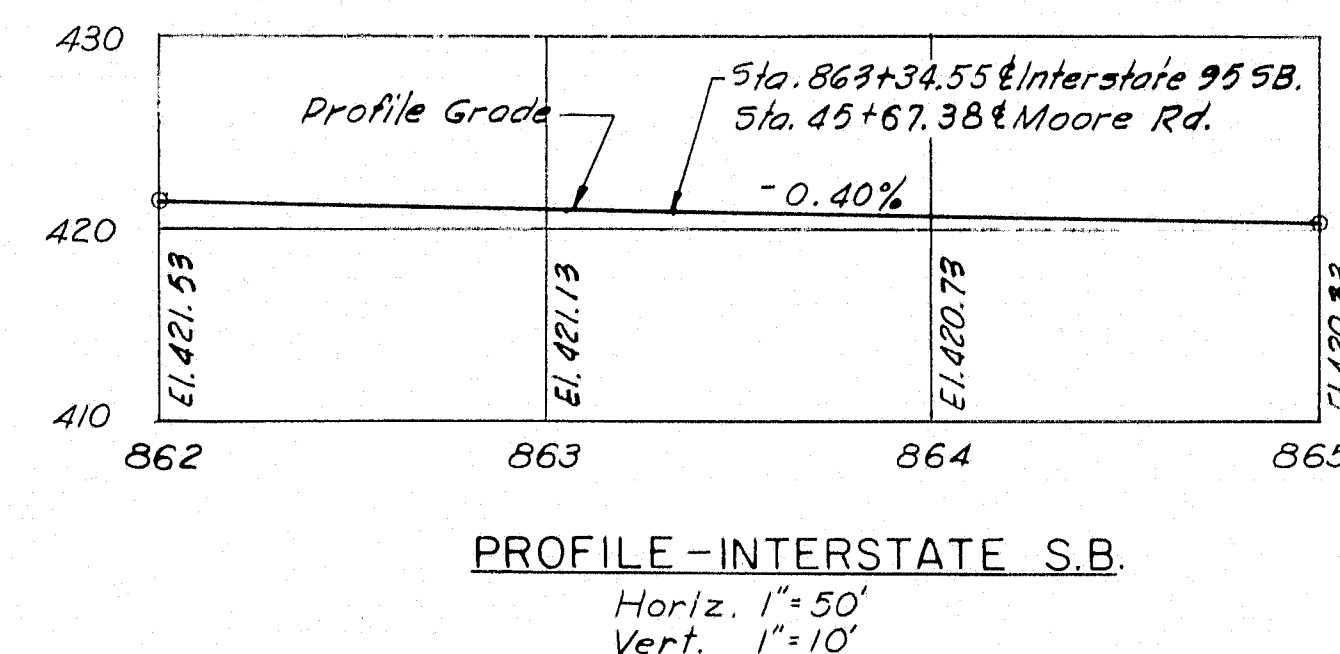 430
Sta. 863+34.55 ℄ Interstate 95 SB.
Profile Grade
Sta. 45+67.38 ℄ Moore Rd.
-0.40%
420
El. 421.53
El. 421.13
El. 420.73
410
862
863
864
865
PROFILE - INTERSTATE S.B.
Horiz. 1"=50'
Vert. 1"=10'